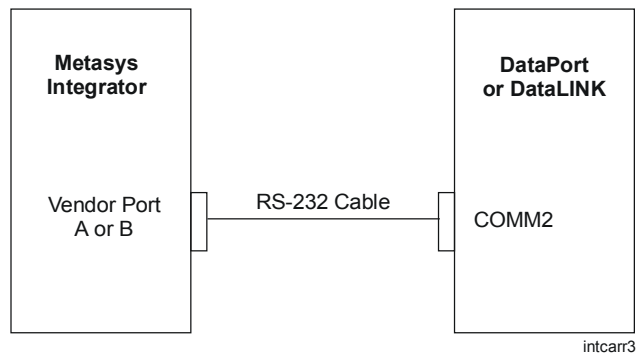 Metasys
Integrator
Vendor Port
A or B
RS-232 Cable
DataPort
or DataLINK
COMM2
intcarr3